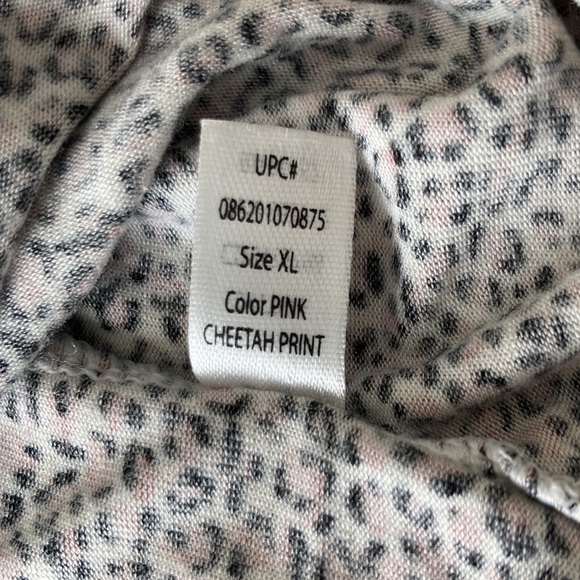 UPC#
086201070875
Size XL
Color PINK
CHEETAH PRINT